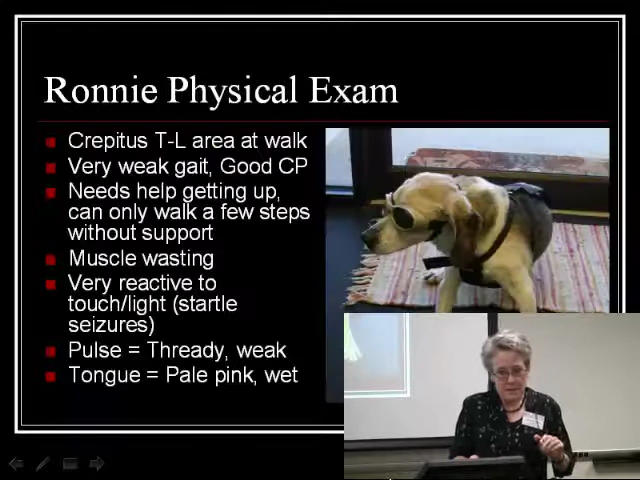 Ronnie Physical Exam
Crepitus T-L area at walk
Very weak gait, Good CP
Needs help getting up,
can only walk a few steps
without support
Muscle wasting
Very reactive to
touch/light (startle
seizures)
Pulse = Thready, weak
Tongue = Pale pink, wet